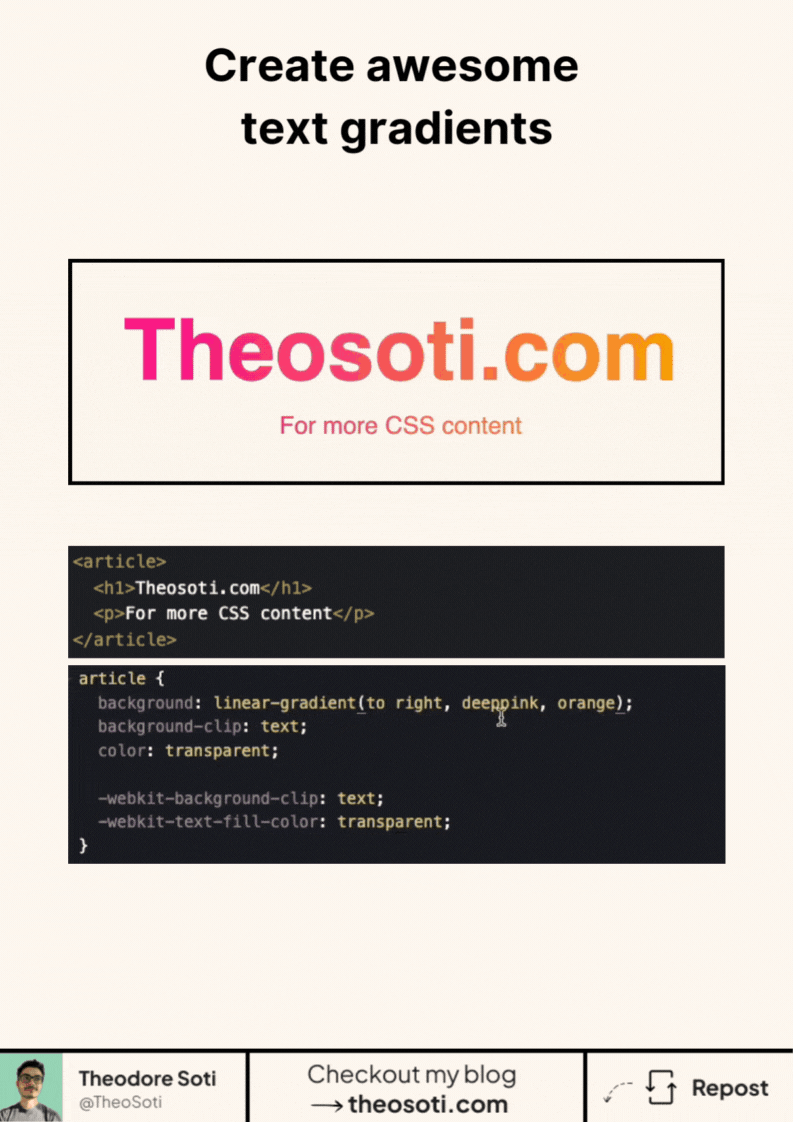 Create awesome
text gradients
Theosoti.com
For more CSS content
<article>
  <h1>Theosoti.com</h1>
  <p>For more CSS content</p>
</article>
article {
  background: linear-gradient(to right, deeppink, orange);
  background-clip: text;
  color: transparent;

  -webkit-background-clip: text;
  -webkit-text-fill-color: transparent;
}
Theodore Soti
@TheoSoti
Checkout my blog
→ theosoti.com
Repost